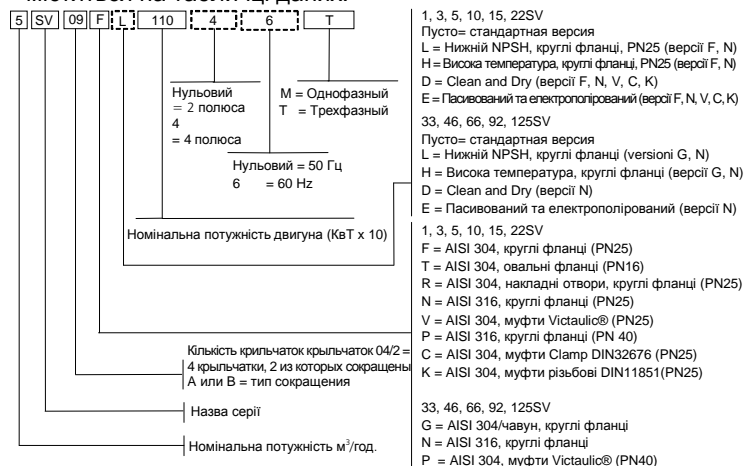 5 SV 09 F L 110 4 6 T
Нульовий
= 2 полюса
4
= 4 полюса
М = Однофазный
Т = Трехфазный
Нульовий = 50 Гц
6 = 60 Hz
Номінальна потужність двигуна (КвТ x 10)
Кількість крильчаток крыльчаток 04/2 =
4 крыльчатки, 2 из которых сокращены
А или В = тип сокращения
Назва серії
Номінальна потужність м³/год.
1, 3, 5, 10, 15, 22SV
Пусто= стандартная версия
L = Нижній NPSH, круглі фланці, PN25 (версії F, N)
H = Висока температура, круглі фланці, PN25 (версії F, N)
D = Clean and Dry (версії F, N, V, C, K)
E = Пасивований та електрополірований (версії F, N, V, C, K)
33, 46, 66, 92, 125SV
Пусто= стандартная версия
L = Нижній NPSH, круглі фланці (versioni G, N)
H = Висока температура, круглі фланці (версії G, N)
D = Clean and Dry (версії N)
E = Пасивований та електрополірований (версії N)
1, 3, 5, 10, 15, 22SV
F = AISI 304, круглі фланці (PN25)
T = AISI 304, овальні фланці (PN16)
R = AISI 304, накладні отвори, круглі фланці (PN25)
N = AISI 316, круглі фланці (PN25)
V = AISI 304, муфти Victaulic® (PN25)
P = AISI 316, круглі фланці (PN 40)
C = AISI 304, муфти Clamp DIN32676 (PN25)
K = AISI 304, муфти різьбові DIN11851(PN25)
33, 46, 66, 92, 125SV
G = AISI 304/чавун, круглі фланці
N = AISI 316, круглі фланці
P = AISI 304, муфти Victaulic® (PN40)